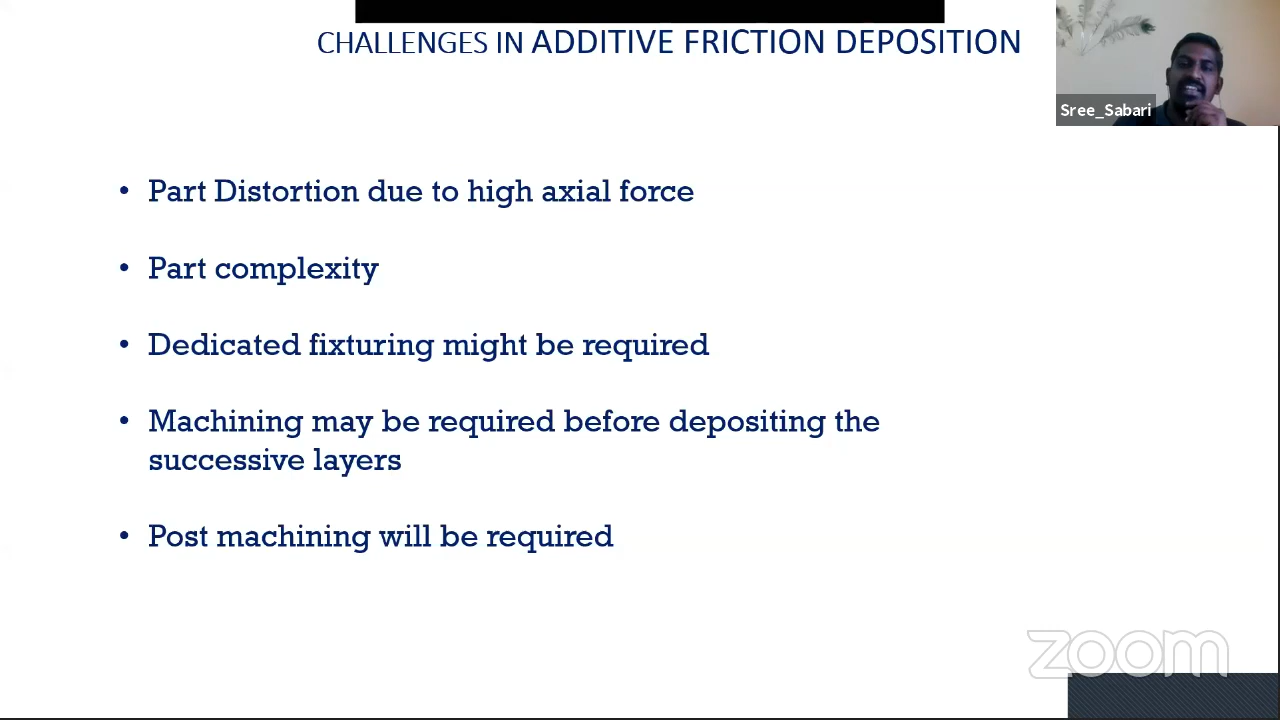 CHALLENGES IN ADDITIVE FRICTION DEPOSITION
Sree_Sabari
• Part Distortion due to high axial force
• Part complexity
• Dedicated fixturing might be required
• Machining may be required before depositing the
successive layers
• Post machining will be required
zoom